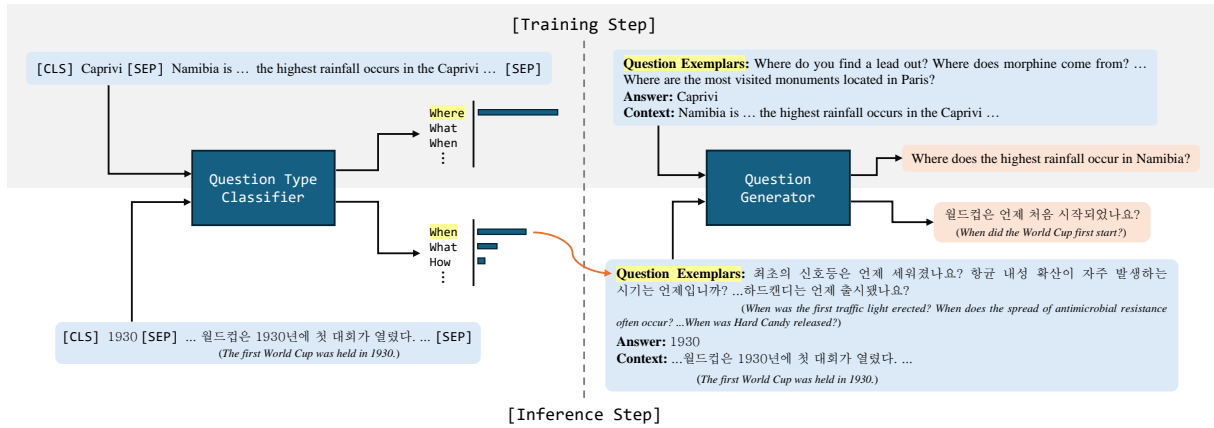 [Training Step]
[CLS] Caprivi [SEP] Namibia is … the highest rainfall occurs in the Caprivi … [SEP]
Where
What
When
⋮
Question Type
Classifier
When
What
How
⋮
[CLS] 1930 [SEP] … 월드컵은 1930년에 첫 대회가 열렸다. … [SEP]
(The first World Cup was held in 1930.)
Question Exemplars: Where do you find a lead out? Where does morphine come from? …
Where are the most visited monuments located in Paris?
Answer: Caprivi
Context: Namibia is … the highest rainfall occurs in the Caprivi …
Question
Generator
Where does the highest rainfall occur in Namibia?
월드컵은 언제 처음 시작되었나요?
(When did the World Cup first start?)
Question Exemplars: 최초의 신호등은 언제 세워졌나요? 항균 내성 확산이 자주 발생하는
시기는 언제입니까? …하드캔디는 언제 출시됐나요?
(When was the first traffic light erected? When does the spread of antimicrobial resistance
often occur? …When was Hard Candy released?)
Answer: 1930
Context: …월드컵은 1930년에 첫 대회가 열렸다. …
(The first World Cup was held in 1930.)
[Inference Step]